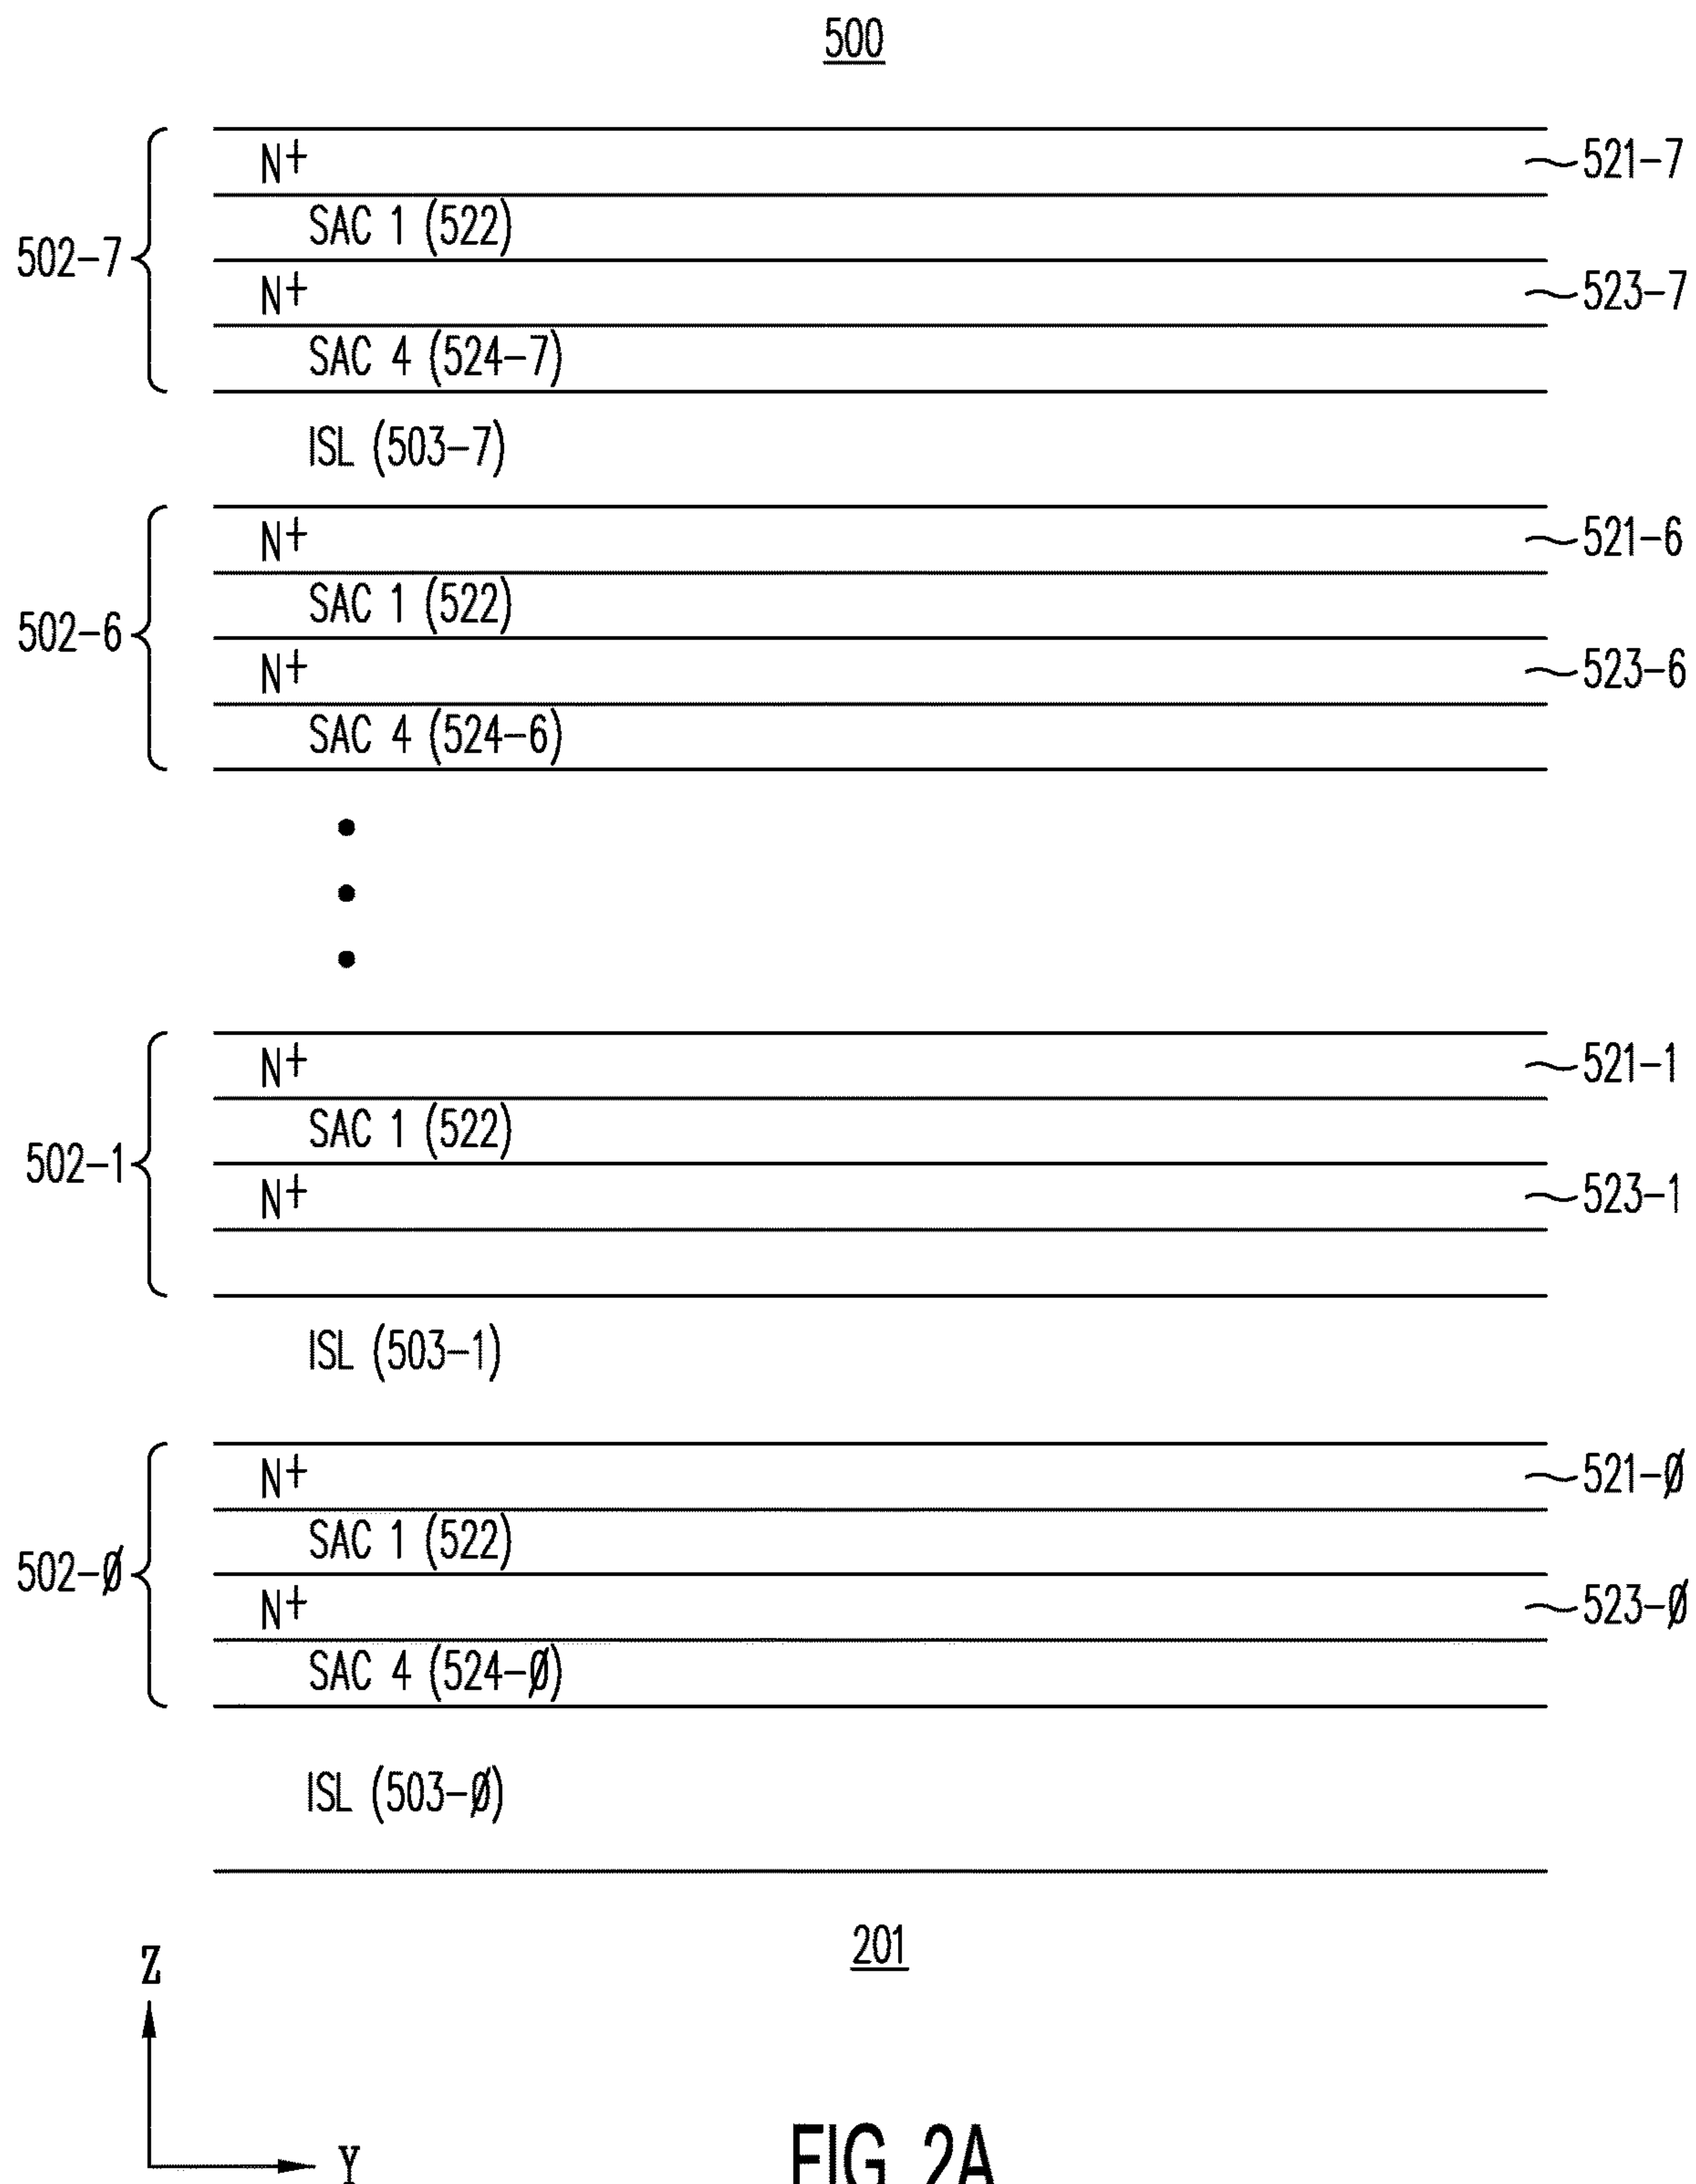 500
N+ 521-7
SAC 1 (522)
502-7
N+ 523-7
SAC 4 (524-7)
ISL (503-7)
N+ 521-6
SAC 1 (522)
502-6
N+ 523-6
SAC 4 (524-6)
N+ 521-1
SAC 1 (522)
502-1
N+ 523-1
ISL (503-1)
N+ 521-Ø
SAC 1 (522)
502-Ø
N+ 523-Ø
SAC 4 (524-Ø)
ISL (503-Ø)
201
Z
Y
FIG. 2A